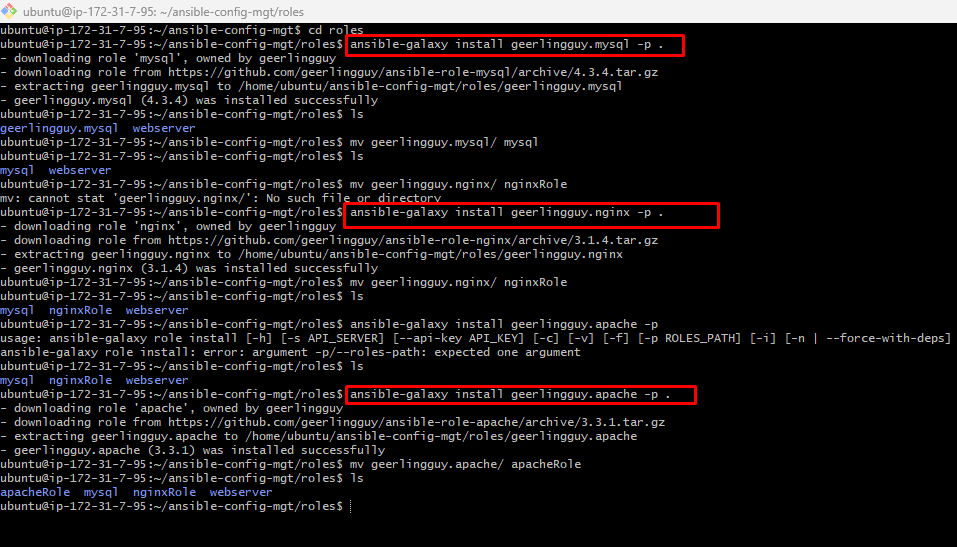 ubuntu@ip-172-31-7-95: ~/ansible-config-mgt/roles
ubuntu@ip-172-31-7-95:~/ansible-config-mgt$ cd roles
ubuntu@ip-172-31-7-95:~/ansible-config-mgt/roles$ ansible-galaxy install geerlingguy.mysql -p .
- downloading role 'mysql', owned by geerlingguy
- downloading role from https://github.com/geerlingguy/ansible-role-mysql/archive/4.3.4.tar.gz
- extracting geerlingguy.mysql to /home/ubuntu/ansible-config-mgt/roles/geerlingguy.mysql
- geerlingguy.mysql (4.3.4) was installed successfully
ubuntu@ip-172-31-7-95:~/ansible-config-mgt/roles$ ls
geerlingguy.mysql  webserver
ubuntu@ip-172-31-7-95:~/ansible-config-mgt/roles$ mv geerlingguy.mysql/ mysql
ubuntu@ip-172-31-7-95:~/ansible-config-mgt/roles$ ls
mysql  webserver
ubuntu@ip-172-31-7-95:~/ansible-config-mgt/roles$ mv geerlingguy.nginx/ nginxRole
mv: cannot stat 'geerlingguy.nginx/': No such file or directory
ubuntu@ip-172-31-7-95:~/ansible-config-mgt/roles$ ansible-galaxy install geerlingguy.nginx -p .
- downloading role 'nginx', owned by geerlingguy
- downloading role from https://github.com/geerlingguy/ansible-role-nginx/archive/3.1.4.tar.gz
- extracting geerlingguy.nginx to /home/ubuntu/ansible-config-mgt/roles/geerlingguy.nginx
- geerlingguy.nginx (3.1.4) was installed successfully
ubuntu@ip-172-31-7-95:~/ansible-config-mgt/roles$ mv geerlingguy.nginx/ nginxRole
ubuntu@ip-172-31-7-95:~/ansible-config-mgt/roles$ ls
mysql  nginxRole  webserver
ubuntu@ip-172-31-7-95:~/ansible-config-mgt/roles$ ansible-galaxy install geerlingguy.apache -p
usage: ansible-galaxy role install [-h] [-s API_SERVER] [--api-key API_KEY] [-c] [-v] [-f] [-p ROLES_PATH] [-i] [-n | --force-with-deps]
ansible-galaxy role install: error: argument -p/--roles-path: expected one argument
ubuntu@ip-172-31-7-95:~/ansible-config-mgt/roles$ ls
mysql  nginxRole  webserver
ubuntu@ip-172-31-7-95:~/ansible-config-mgt/roles$ ansible-galaxy install geerlingguy.apache -p .
- downloading role 'apache', owned by geerlingguy
- downloading role from https://github.com/geerlingguy/ansible-role-apache/archive/3.3.1.tar.gz
- extracting geerlingguy.apache to /home/ubuntu/ansible-config-mgt/roles/geerlingguy.apache
- geerlingguy.apache (3.3.1) was installed successfully
ubuntu@ip-172-31-7-95:~/ansible-config-mgt/roles$ mv geerlingguy.apache/ apacheRole
ubuntu@ip-172-31-7-95:~/ansible-config-mgt/roles$ ls
apacheRole  mysql  nginxRole  webserver
ubuntu@ip-172-31-7-95:~/ansible-config-mgt/roles$